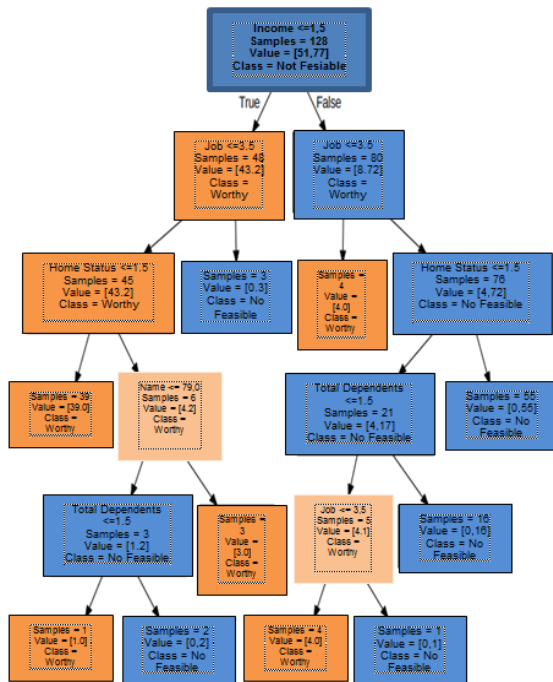 Income <=1,5
Samples = 128
Value = [51,77]
Class = Not Fesiable
True
False
Job <=3.5
Samples = 48
Value = [43.2]
Class =
Worthy
Job <=3.5
Samples = 80
Value = [8.72]
Class =
Worthy
Home Status <=1.5
Samples = 45
Value = [43.2]
Class = Worthy
Samples = 3
Value = [0.3]
Class = No
Feasible
Samples =
4
Value =
[4.0]
Class =
Worthy
Home Status <=1.5
Samples = 76
Value = [4,72]
Class = No Feasible
Samples = 39
Value = [39.0]
Class =
Worthy
Name <= 79,0
Samples = 6
Value = [4.2]
Class =
Worthy
Total Dependents
<=1.5
Samples = 21
Value = [4,17]
Class = No Feasible
Samples = 55
Value = [0,55]
Class = No
Feasible
Total Dependents
<=1.5
Samples = 3
Value = [1.2]
Class = No Feasible
Samples =
3
Value =
[3.0]
Class =
Worthy
Job <= 3,5
Samples = 5
Value = [4.1]
Class =
Worthy
Samples = 16
Value = [0,16]
Class = No
Feasible
Samples = 1
Value = [1.0]
Class =
Worthy
Samples = 2
Value = [0,2]
Class = No
Feasible
Samples = 4
Value = [4.0]
Class =
Worthy
Samples = 1
Value = [0,1]
Class = No
Feasible